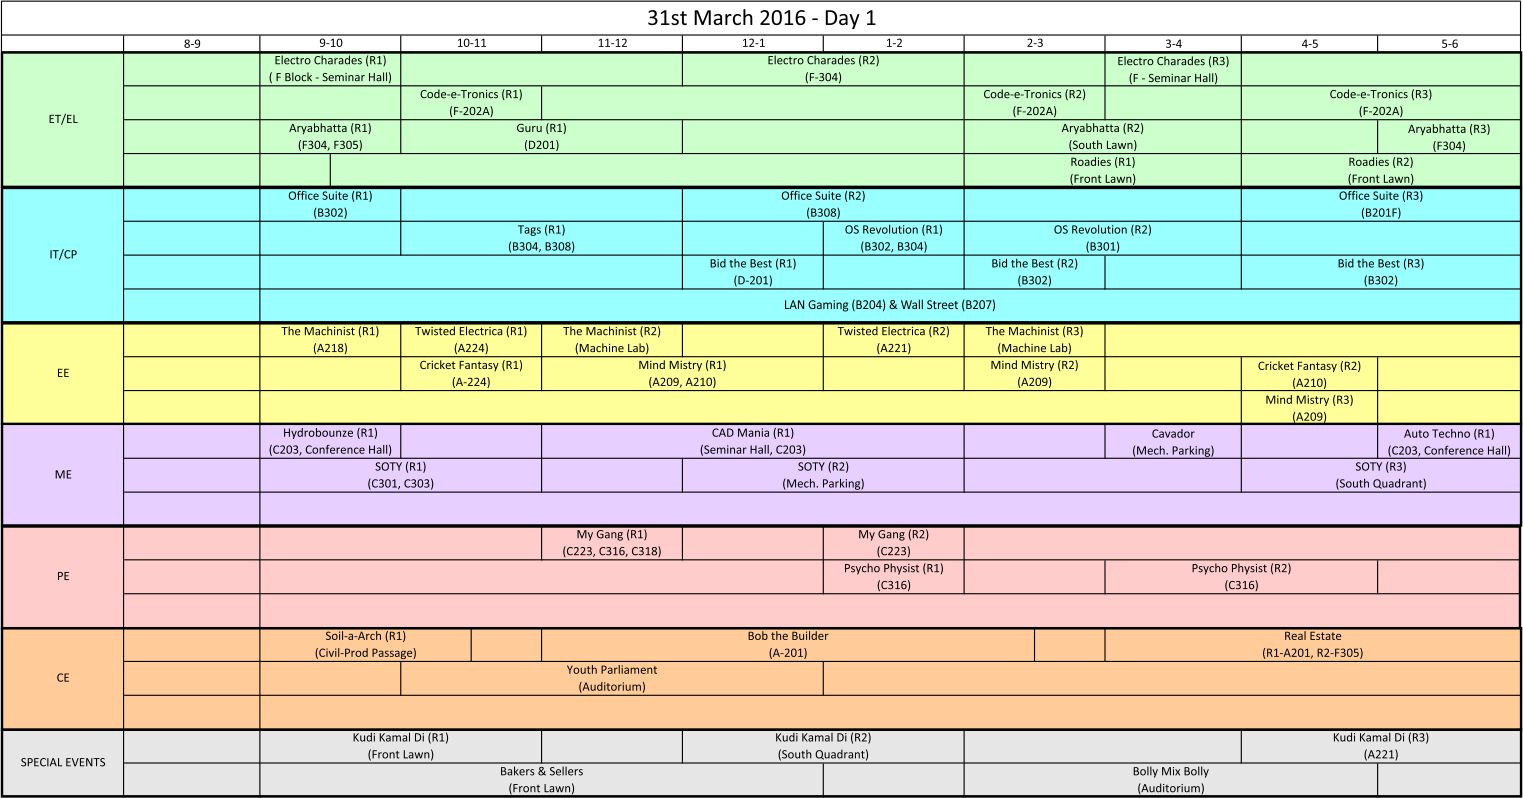 31st March 2016 - Day 1
8-9 9-10 10-11 11-12 12-1 1-2 2-3 3-4 4-5 5-6
ET/EL
Electro Charades (R1) Electro Charades (R2) Electro Charades (R3)
( F Block - Seminar Hall) (F-304) (F - Seminar Hall)
Code-e-Tronics (R1) Code-e-Tronics (R2) Code-e-Tronics (R3)
(F-202A) (F-202A) (F-202A)
Aryabhatta (R1) Guru (R1) Aryabhatta (R2) Aryabhatta (R3)
(F304, F305) (D201) (South Lawn) (F304)
Roadies (R1) Roadies (R2)
(Front Lawn) (Front Lawn)
IT/CP
Office Suite (R1) Office Suite (R2) Office Suite (R3)
(B302) (B308) (B201F)
Tags (R1) OS Revolution (R1) OS Revolution (R2)
(B304, B308) (B302, B304) (B301)
Bid the Best (R1) Bid the Best (R2) Bid the Best (R3)
(D-201) (B302) (B302)
LAN Gaming (B204) & Wall Street (B207)
EE
The Machinist (R1) Twisted Electrica (R1) The Machinist (R2) Twisted Electrica (R2) The Machinist (R3)
(A218) (A224) (Machine Lab) (A221) (Machine Lab)
Cricket Fantasy (R1) Mind Mistry (R1) Mind Mistry (R2) Cricket Fantasy (R2)
(A-224) (A209, A210) (A209) (A210)
Mind Mistry (R3)
(A209)
ME
Hydrobounze (R1) CAD Mania (R1) Cavador Auto Techno (R1)
(C203, Conference Hall) (Seminar Hall, C203) (Mech. Parking) (C203, Conference Hall)
SOTY (R1) SOTY (R2) SOTY (R3)
(C301, C303) (Mech. Parking) (South Quadrant)
PE
My Gang (R1) My Gang (R2)
(C223, C316, C318) (C223)
Psycho Physist (R1) Psycho Physist (R2)
(C316) (C316)
CE
Soil-a-Arch (R1) Bob the Builder Real Estate
(Civil-Prod Passage) (A-201) (R1-A201, R2-F305)
Youth Parliament
(Auditorium)
SPECIAL EVENTS
Kudi Kamal Di (R1) Kudi Kamal Di (R2) Kudi Kamal Di (R3)
(Front Lawn) (South Quadrant) (A221)
Bakers & Sellers Bolly Mix Bolly
(Front Lawn) (Auditorium)